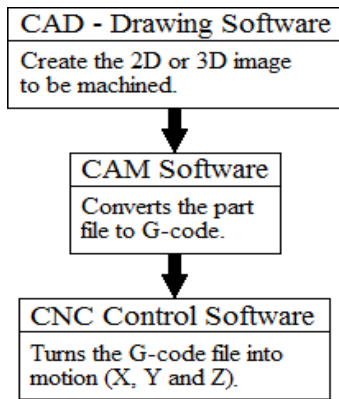 CAD - Drawing Software
Create the 2D or 3D image
to be machined.
CAM Software
Converts the part
file to G-code.
CNC Control Software
Turns the G-code file into
motion (X, Y and Z).